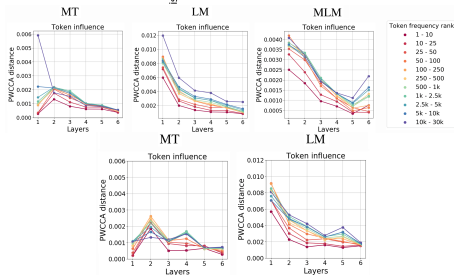 MT LM MLM
Token influence Token influence Token influence Token frequency rank
PWCCA distance
0.006
0.005
0.004
0.003
0.002
0.001
0.000
1 2 3 4 5 6
Layers
PWCCA distance
0.012
0.010
0.008
0.006
0.004
0.002
1 2 3 4 5 6
Layers
PWCCA distance
0.0040
0.0035
0.0030
0.0025
0.0020
0.0015
0.0010
0.0005
1 2 3 4 5 6
Layers
1 - 10
10 - 25
25 - 50
50 - 100
100 - 250
250 - 500
500 - 1k
1k - 2.5k
2.5k - 5k
5k - 10k
10k - 30k
MT LM
Token influence Token influence
PWCCA distance
0.006
0.005
0.004
0.003
0.002
0.001
0.000
1 2 3 4 5 6
Layers
PWCCA distance
0.012
0.010
0.008
0.006
0.004
0.002
0.000
1 2 3 4 5 6
Layers